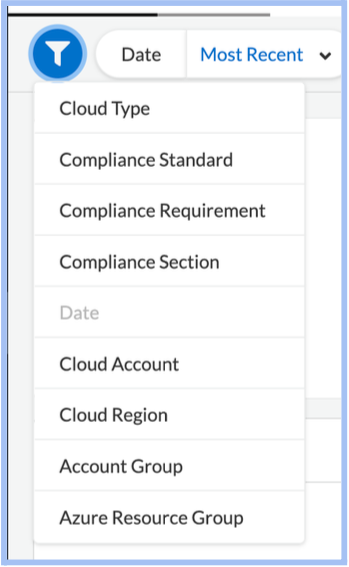 Date Most Recent
Cloud Type
Compliance Standard
Compliance Requirement
Compliance Section
Date
Cloud Account
Cloud Region
Account Group
Azure Resource Group